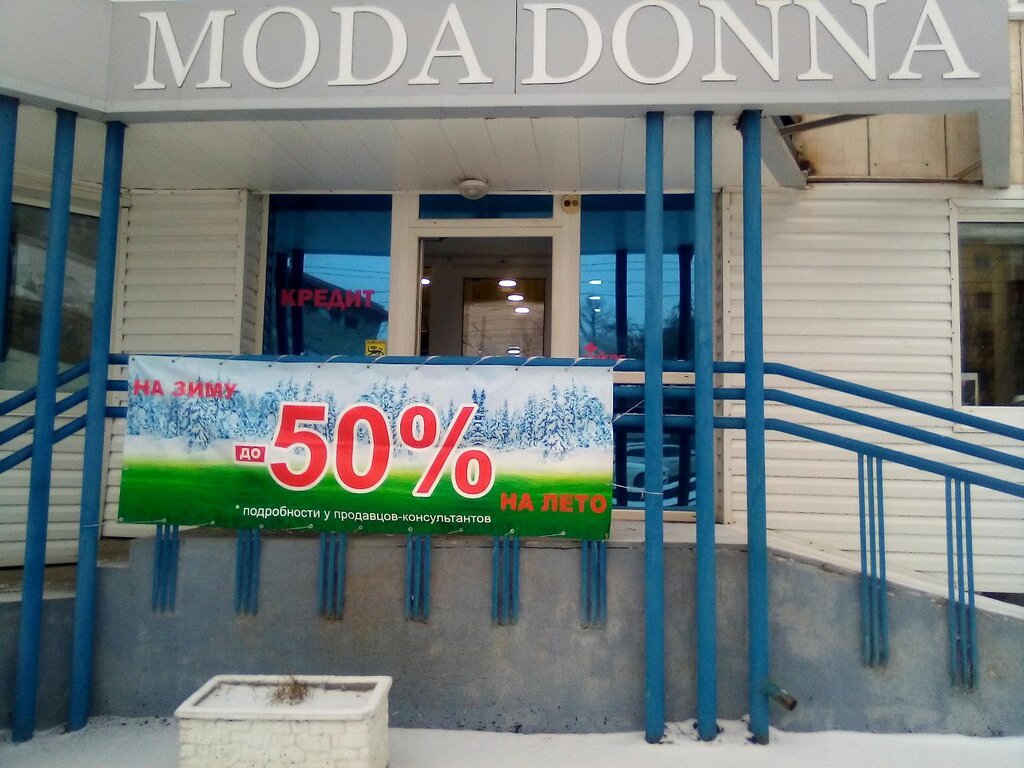 MODA DONNA
КРЕДИТ
НА ЗИМУ
до -50%
НА ЛЕТО
* подробности у продавцов-консультантов